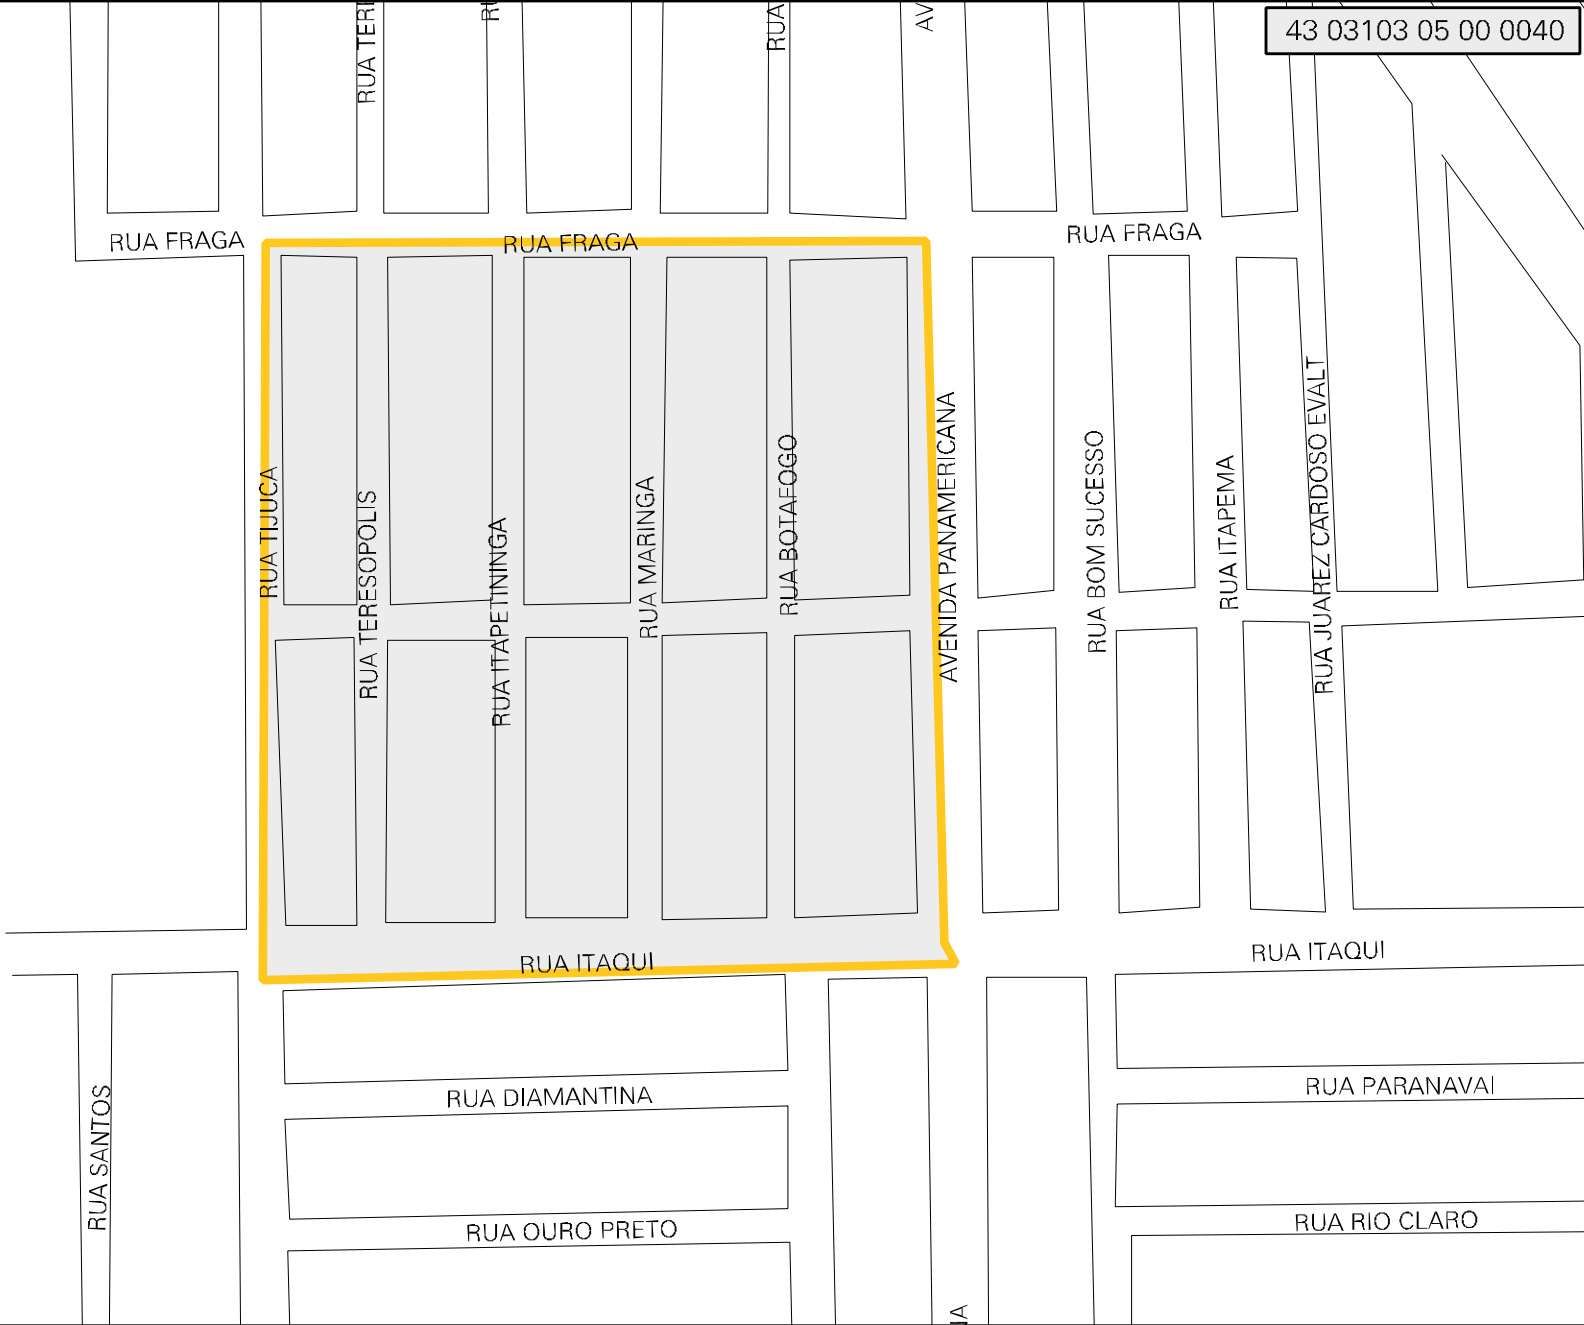 43 03103 05 00 0040
RUA
RUA FRAGA
RUA FRAGA
RUA FRAGA
RUA TIJUCA
RUA TERESOPOLIS
RUA ITAPETININGA
RUA MARINGA
RUA BOTAFOGO
AVENIDA PANAMERICANA
RUA BOM SUCESSO
RUA ITAPEMA
RUA JUAREZ CARDOSO EVALT
RUA ITAQUI
RUA ITAQUI
RUA SANTOS
RUA DIAMANTINA
RUA PARANAVAI
RUA OURO PRETO
RUA RIO CLARO